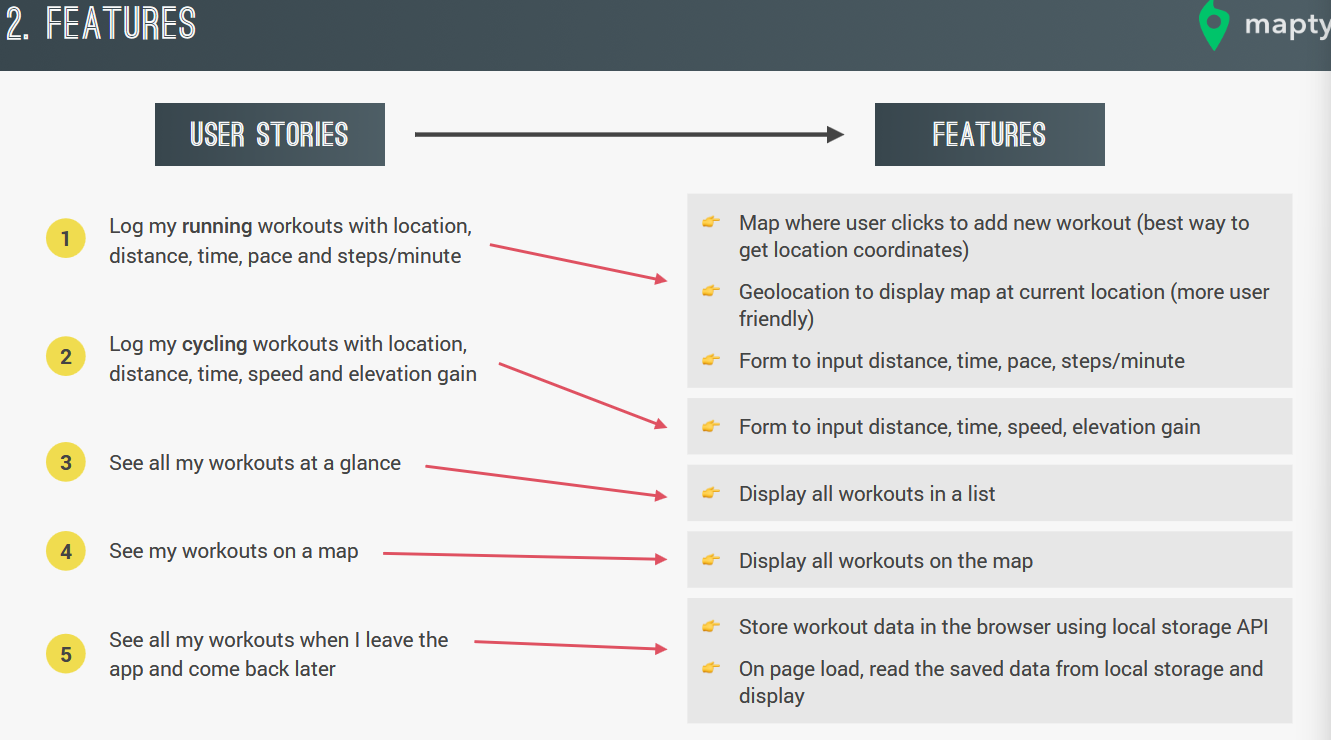 2. FEATURES
mapty
USER STORIES
FEATURES
1
Log my running workouts with location,
distance, time, pace and steps/minute
2
Log my cycling workouts with location,
distance, time, speed and elevation gain
3
See all my workouts at a glance
4
See my workouts on a map
5
See all my workouts when I leave the
app and come back later
Map where user clicks to add new workout (best way to
get location coordinates)
Geolocation to display map at current location (more user
friendly)
Form to input distance, time, pace, steps/minute
Form to input distance, time, speed, elevation gain
Display all workouts in a list
Display all workouts on the map
Store workout data in the browser using local storage API
On page load, read the saved data from local storage and
display